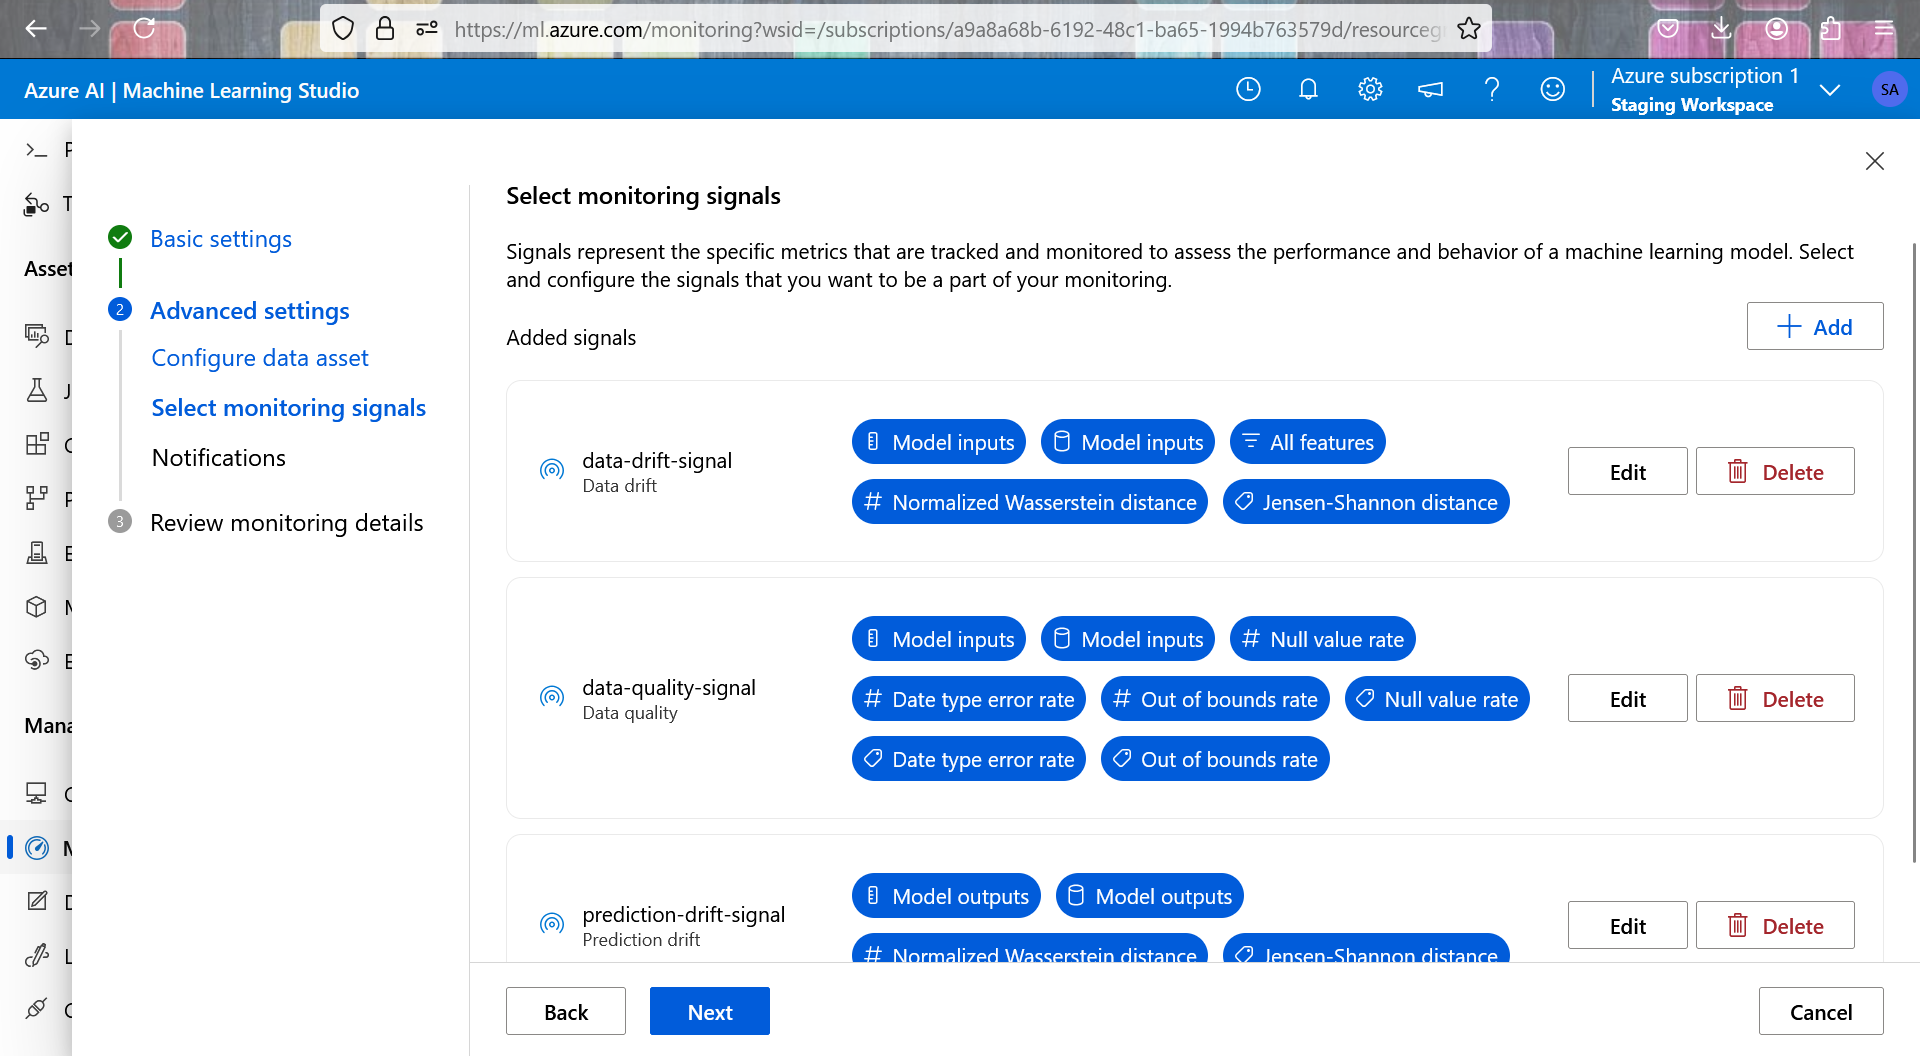 https://ml.azure.com/monitoring?wsid=/subscriptions/a9a8a68b-6192-48c1-ba65-1994b763579d/resourceg
Azure AI | Machine Learning Studio
Azure subscription 1
Staging Workspace
SA
Basic settings
2
Advanced settings
Configure data asset
Select monitoring signals
Notifications
3
Review monitoring details
Select monitoring signals
Signals represent the specific metrics that are tracked and monitored to assess the performance and behavior of a machine learning model. Select
and configure the signals that you want to be a part of your monitoring.
Added signals
Add
data-drift-signal
Data drift
Model inputs Model inputs All features
# Normalized Wasserstein distance Jensen-Shannon distance
Edit Delete
data-quality-signal
Data quality
Model inputs Model inputs # Null value rate
# Date type error rate # Out of bounds rate Null value rate
Date type error rate Out of bounds rate
Edit Delete
prediction-drift-signal
Prediction drift
Model outputs Model outputs
# Normalized Wasserstein distance Jensen-Shannon distance
Edit Delete
Back Next Cancel